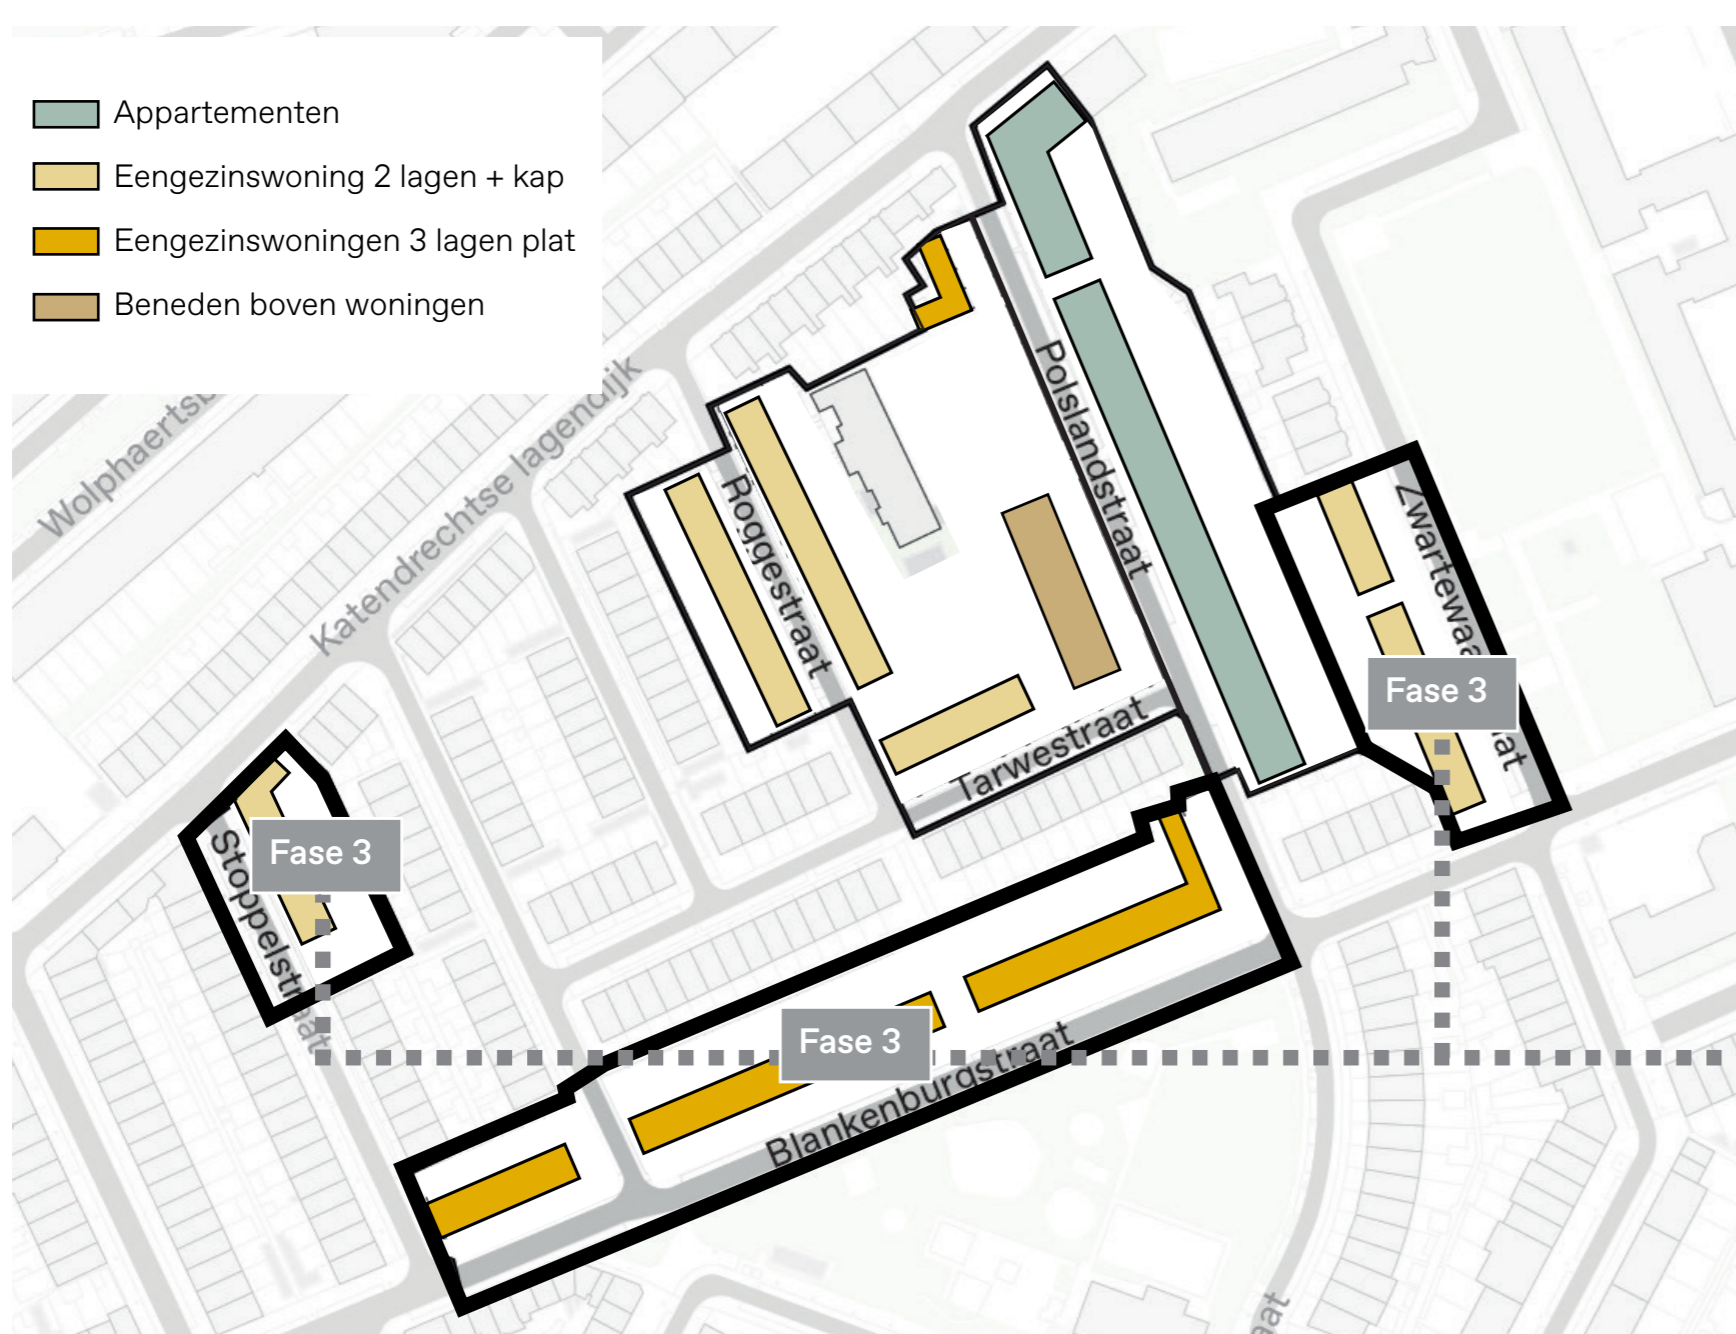 Appartementen
Eengezinswoning 2 lagen + kap
Eengezinswoningen 3 lagen plat
Beneden boven woningen
Katendrechtse lagendijk
Polslandstraat
Roggestraat
Tarwestraat
Fase 3
Fase 3
Fase 3
Blankenburgstraat